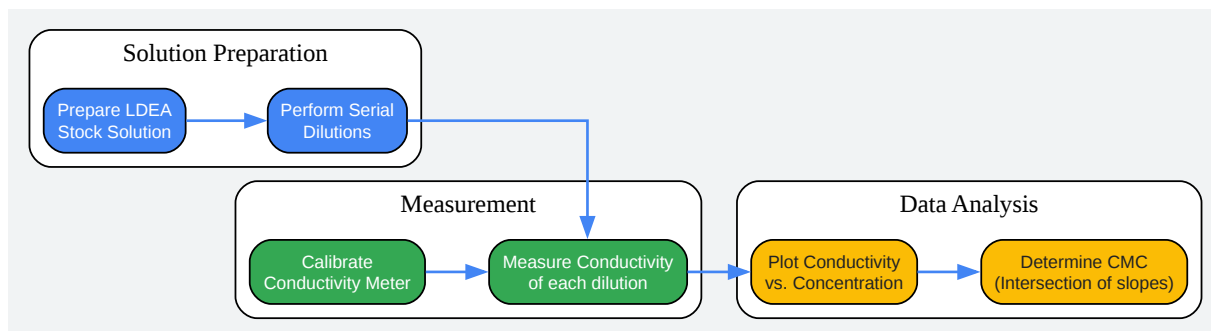 Solution Preparation
Prepare LDEA
Stock Solution
Perform Serial
Dilutions
Measurement
Calibrate
Conductivity Meter
Measure Conductivity
of each dilution
Data Analysis
Plot Conductivity
vs. Concentration
Determine CMC
(Intersection of slopes)